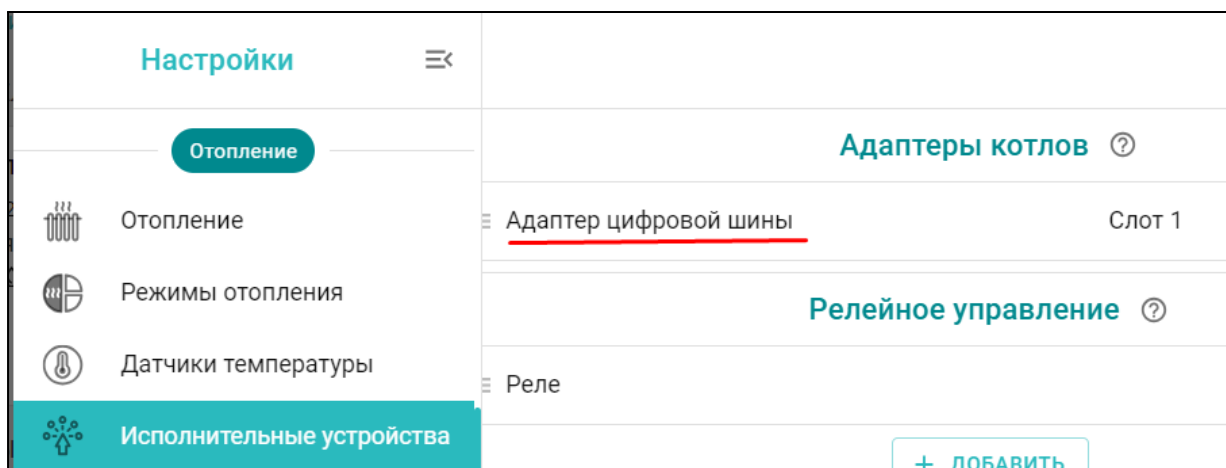 Настройки
Отопление
Отопление
Режимы отопления
Датчики температуры
Исполнительные устройства
Адаптеры котлов ?
Адаптер цифровой шины Слот 1
Релейное управление ?
Реле
+ ДОБАВИТЬ